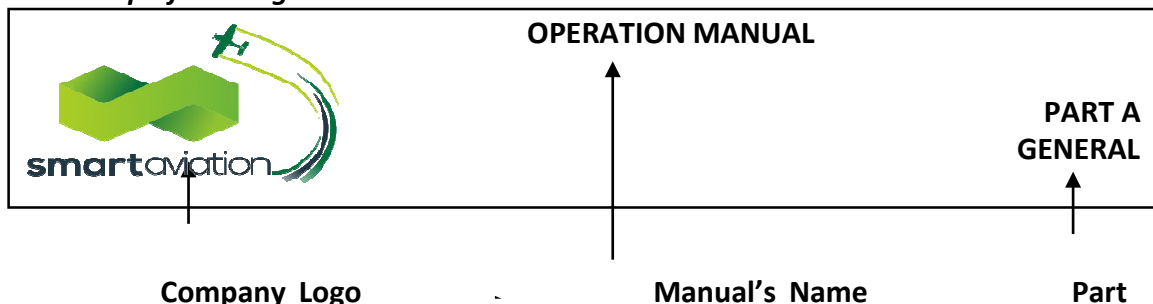 OPERATION MANUAL
PART A
GENERAL
smartaviation
Company Logo
Manual's Name
Part